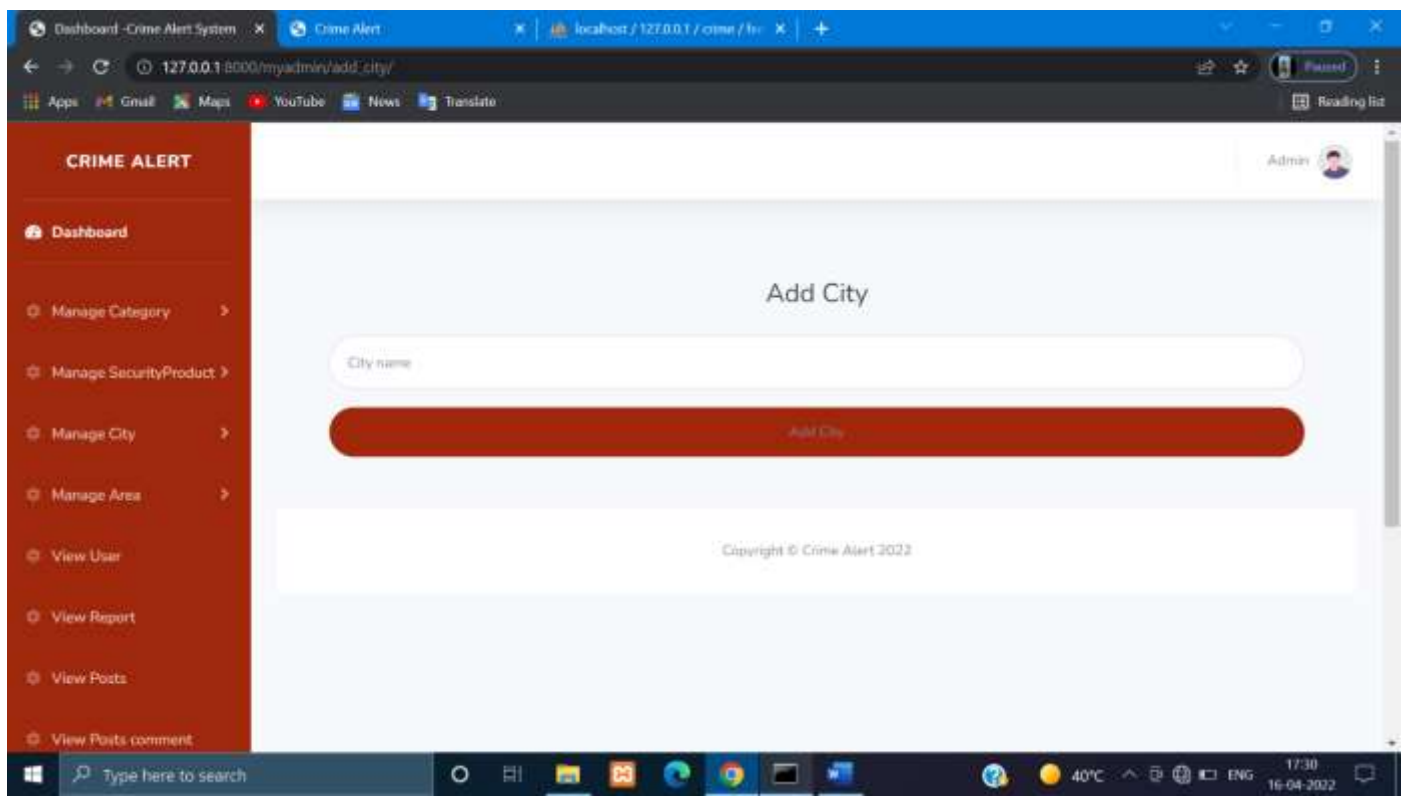 Dashboard -Crime Alert System
Crime Alert
localhost / 127.0.0.1 / crime /
127.0.0.1:8000/myadmin/add_city/
Paused
Apps Gmail Maps YouTube News Translate
Reading list
CRIME ALERT
Admin
Dashboard
Add City
Manage Category
City name
Manage SecurityProduct
Manage City
Add City
Manage Area
View User
Copyright © Crime Alert 2022
View Report
View Posts
View Posts comment
Type here to search
40°C
ENG
17:30
16-04-2022